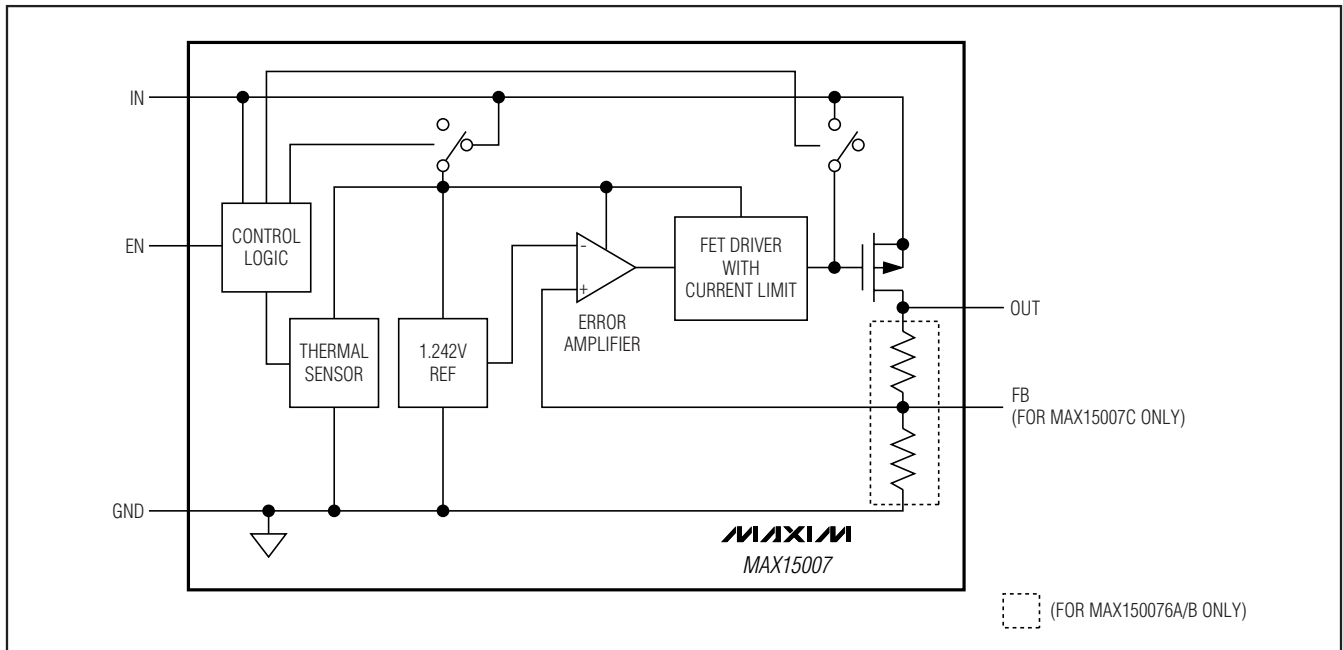 IN
EN
CONTROL
LOGIC
THERMAL
SENSOR
1.242V
REF
-
+
ERROR
AMPLIFIER
FET DRIVER
WITH
CURRENT LIMIT
OUT
FB
(FOR MAX15007C ONLY)
GND
MAXIM
MAX15007
(FOR MAX150076A/B ONLY)